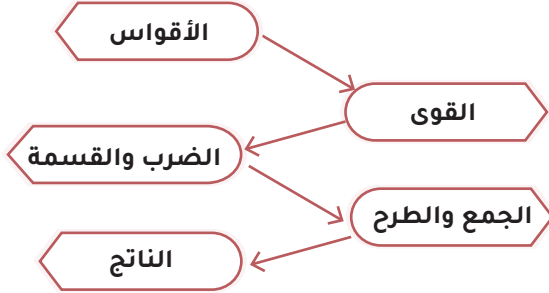 الأقواس
القوى
الضرب والقسمة
الجمع والطرح
الناتج